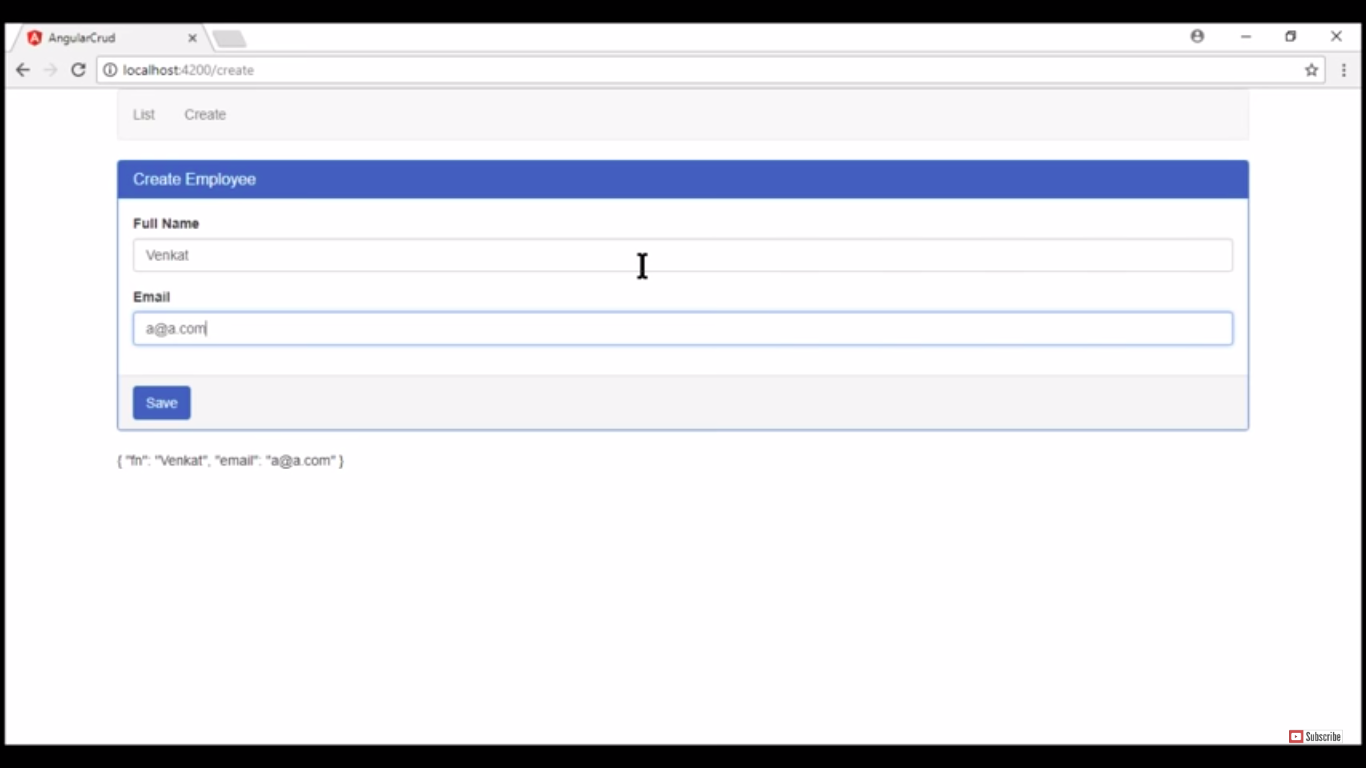 AngularCrud
localhost:4200/create
List Create
Create Employee
Full Name
Venkat
Email
a@a.com
Save
{ "fn": "Venkat", "email": "a@a.com" }
Subscribe